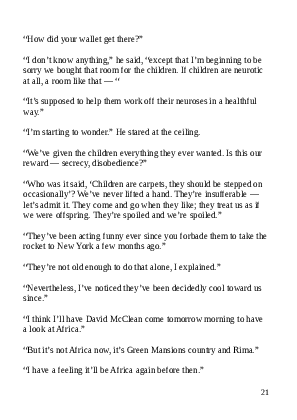 “How did your wallet get there?”
“I don’t know anything,” he said, “except that I’m beginning to be
sorry we bought that room for the children. If children are neurotic
at all, a room like that — “
“It’s supposed to help them work off their neuroses in a healthful
way.”
“I’m starting to wonder.” He stared at the ceiling.
“We’ve given the children everything they ever wanted. Is this our
reward — secrecy, disobedience?”
“Who was it said, ‘Children are carpets, they should be stepped on
occasionally’? We’ve never lifted a hand. They’re insufferable —
let’s admit it. They come and go when they like; they treat us as if
we were offspring. They’re spoiled and we’re spoiled.”
“They’ve been acting funny ever since you forbade them to take the
rocket to New York a few months ago.”
“They’re not old enough to do that alone, I explained.”
“Nevertheless, I’ve noticed they’ve been decidedly cool toward us
since.”
“I think I’ll have David McClean come tomorrow morning to have
a look at Africa.”
“But it’s not Africa now, it’s Green Mansions country and Rima.”
“I have a feeling it’ll be Africa again before then.”
21